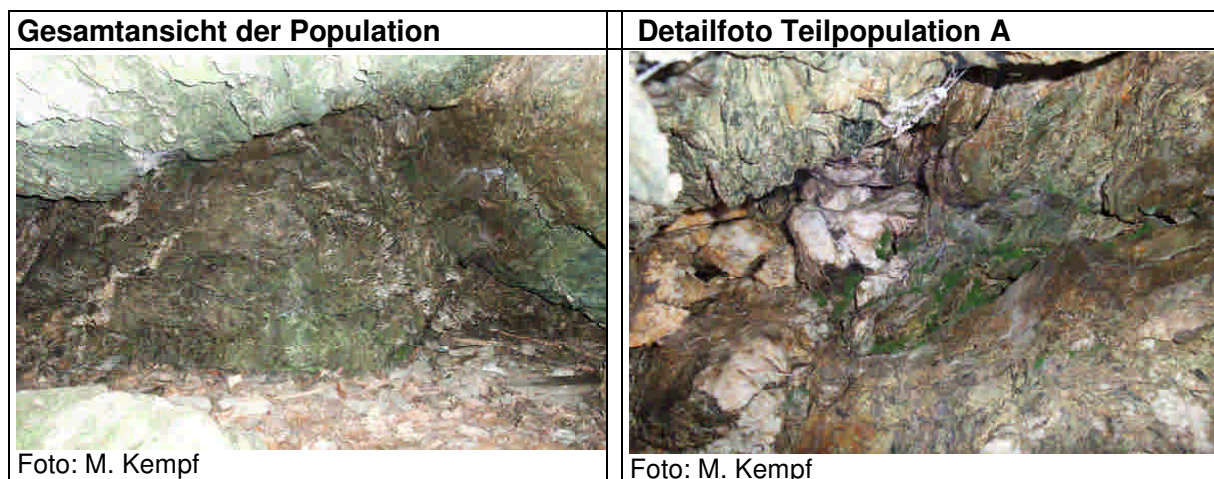 Gesamtansicht der Population
Detailfoto Teilpopulation A
Foto: M. Kempf
Foto: M. Kempf